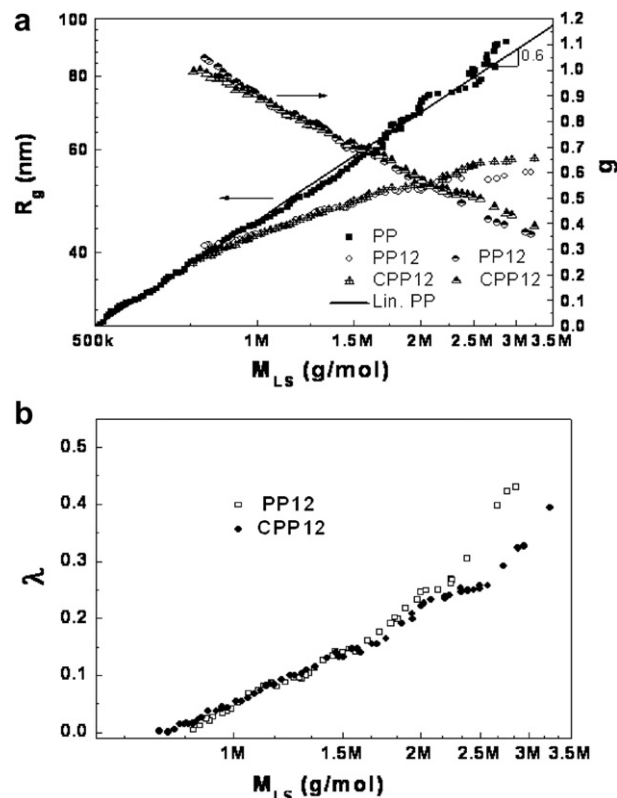 a
100
80
60
40
R_g (nm)
1.2
1.1
1.0
0.9
0.8
0.7
0.6
0.5
0.4
0.3
0.2
0.1
0.0
g
0.6
PP
PP12
PP12
CPP12
CPP12
Lin. PP
500k
1M
1.5M
2M
2.5M
3M
3.5M
M_LS (g/mol)
b
0.5
0.4
0.3
0.2
0.1
0.0
λ
PP12
CPP12
1M
1.5M
2M
2.5M
3M
3.5M
M_LS (g/mol)